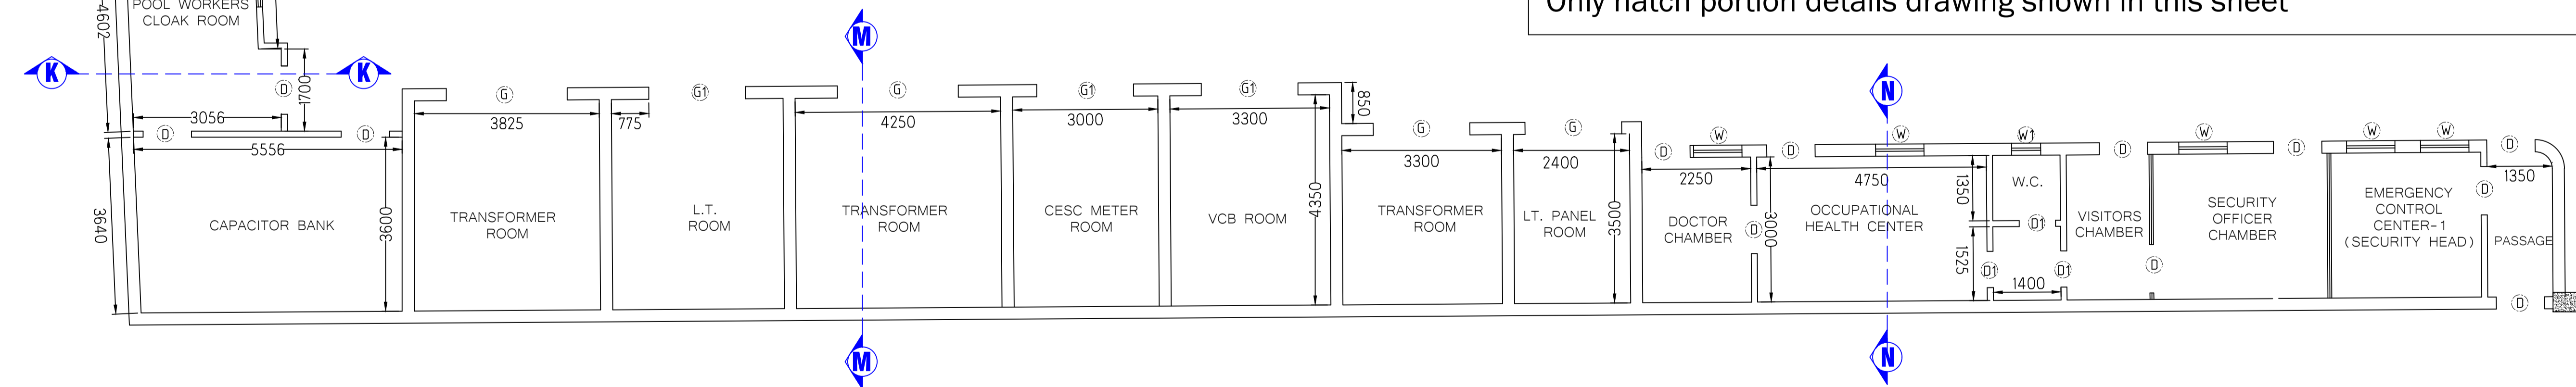 POOL WORKERS
CLOAK ROOM
Only hatch portion details drawing shown in this sheet
4602
K
K
M
N
D
1700
3056
D
D
5556
G
3825
775
G1
G
4250
G1
3000
G1
3300
850
G
3300
G
2400
D
W
2250
D
W
4750
W1
1350
D
W
D
W
W
D
1350
3640
CAPACITOR BANK
3600
TRANSFORMER
ROOM
L.T.
ROOM
TRANSFORMER
ROOM
CESC METER
ROOM
VCB ROOM
4350
TRANSFORMER
ROOM
LT. PANEL
ROOM
3500
DOCTOR
CHAMBER
D
3000
OCCUPATIONAL
HEALTH CENTER
W.C.
D1
1525
D1
D1
1400
VISITORS
CHAMBER
D
SECURITY
OFFICER
CHAMBER
EMERGENCY
CONTROL
CENTER-1
(SECURITY HEAD)
D
PASSAGE
D
M
N